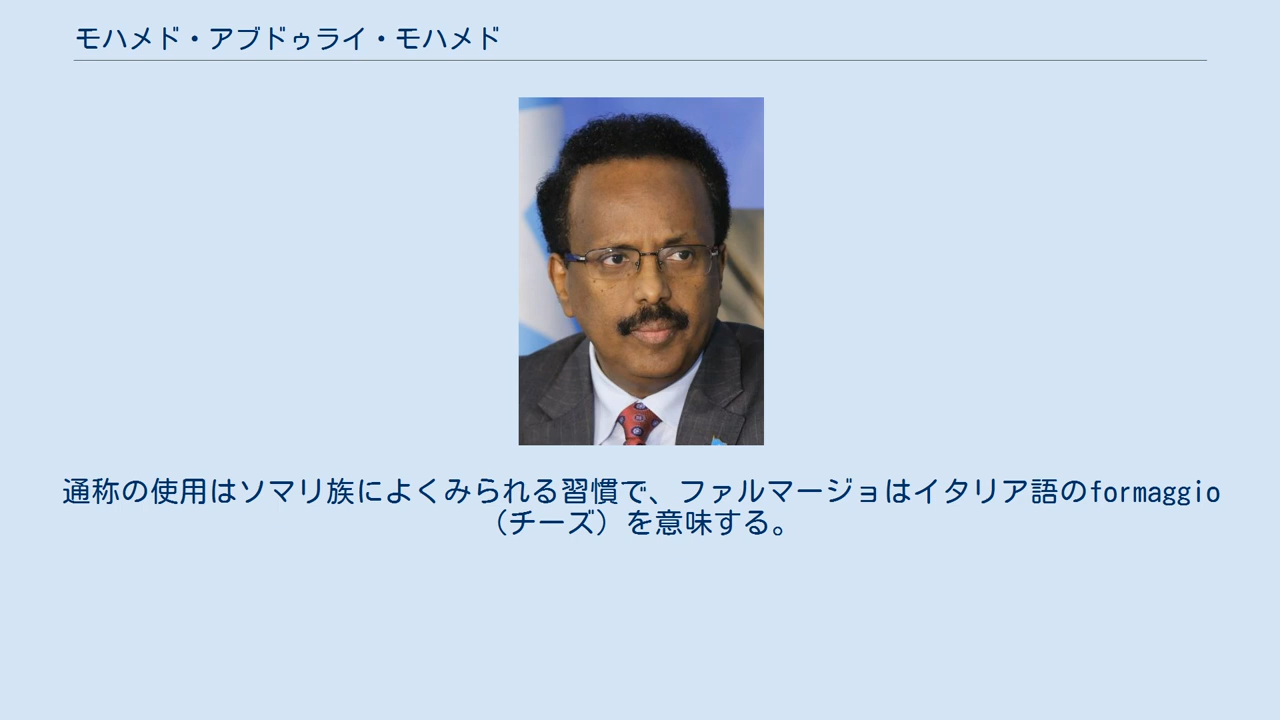 モハメド・アブドゥライ・モハメド
通称の使用はソマリ族によくみられる習慣で、ファルマージョはイタリア語のformaggio
（チーズ）を意味する。